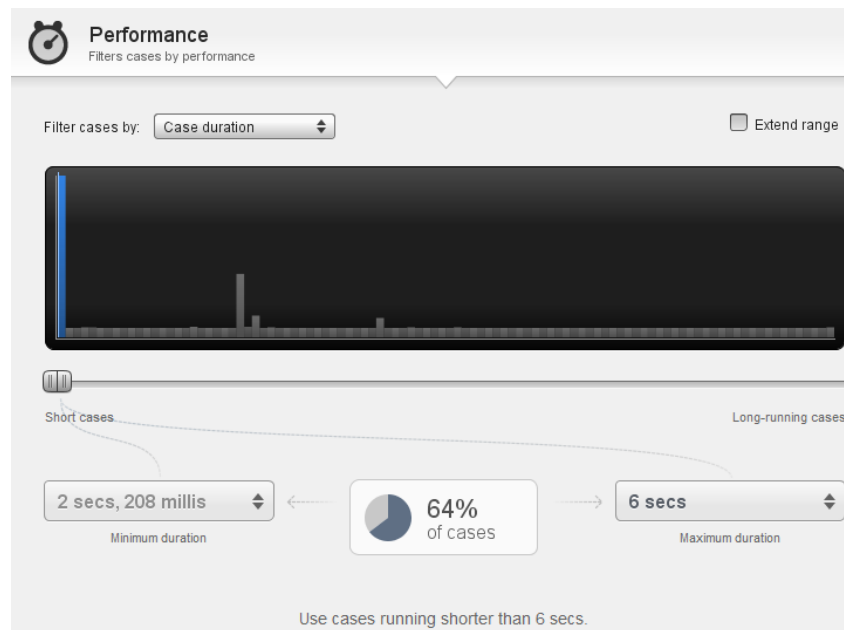 Performance
Filters cases by performance
Filter cases by: Case duration
Extend range
Short cases
Long-running cases
2 secs, 208 millis
64%
of cases
6 secs
Minimum duration
Maximum duration
Use cases running shorter than 6 secs.